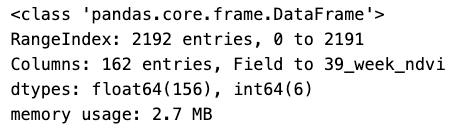 <class 'pandas.core.frame.DataFrame'>
RangeIndex: 2192 entries, 0 to 2191
Columns: 162 entries, Field to 39_week_ndvi
dtypes: float64(156), int64(6)
memory usage: 2.7 MB